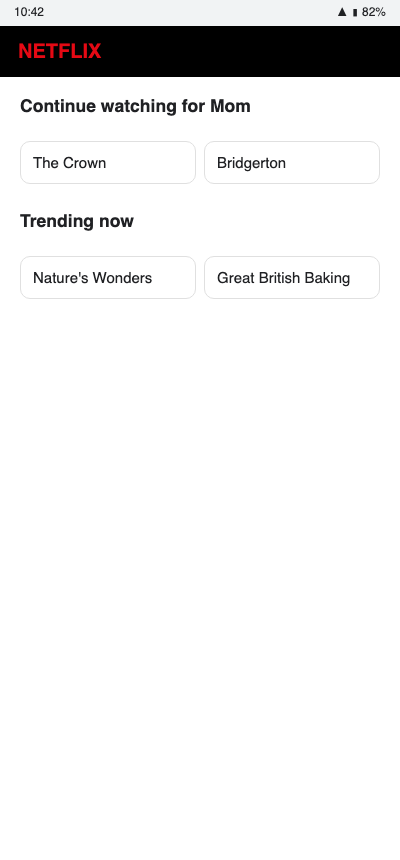 10:42 82%
NETFLIX
Continue watching for Mom
The Crown Bridgerton
Trending now
Nature's Wonders Great British Baking